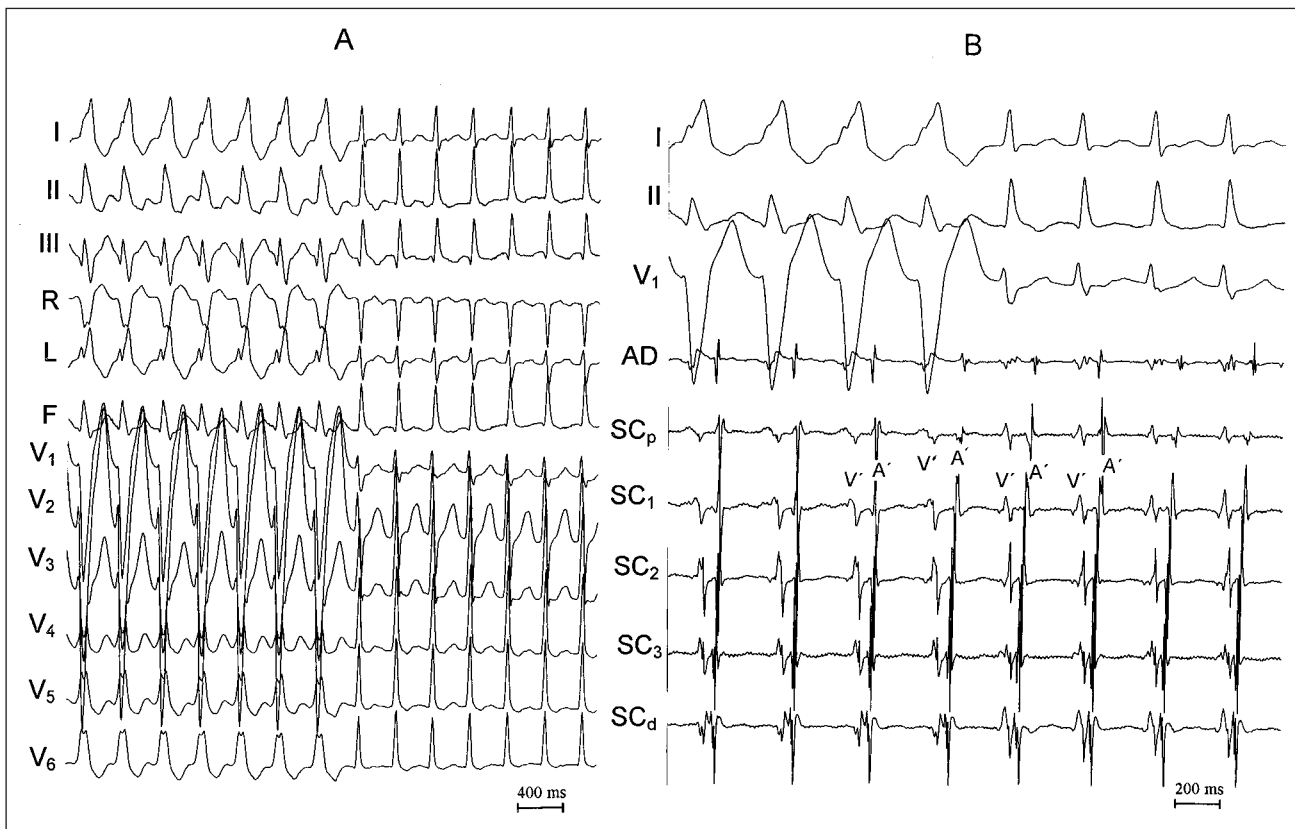 A
I
II
III
R
L
F
V1
V2
V3
V4
V5
V6
400 ms
B
I
II
V1
AD
SCp
V´ A´ V´ A´ V´ A´ V´ A´
SC1
SC2
SC3
SCd
200 ms